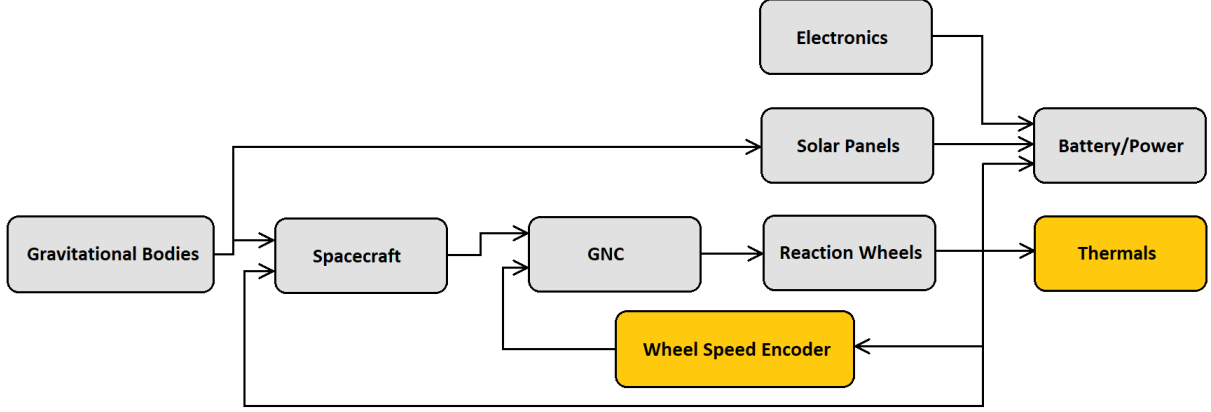 Electronics
Solar Panels
Battery/Power
Gravitational Bodies
Spacecraft
GNC
Reaction Wheels
Thermals
Wheel Speed Encoder